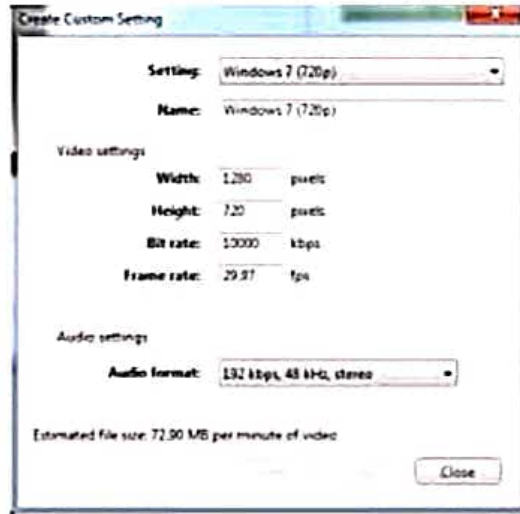 Create Custom Setting
Setting: Windows 7 (720p)
Name: Windows 7 (720p)
Video settings
Width: 1280 pixels
Height: 720 pixels
Bit rate: 10000 kbps
Frame rate: 29.97 fps
Audio settings
Audio format: 192 kbps, 48 kHz, stereo
Estimated file size: 72.90 MB per minute of video
Close